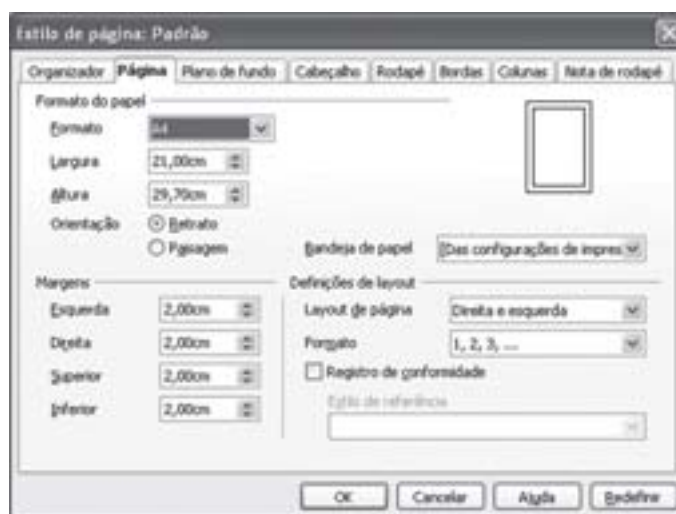 Estilo de página: Padrão
Organizador Página Plano de fundo Cabeçalho Rodapé Bordas Colunas Nota de rodapé
Formato do papel
Formato A4
Largura 21,00cm
Altura 29,70cm
Orientação Retrato
Paisagem
Bandeja de papel [Das configurações de impres
Margens
Esquerda 2,00cm
Direita 2,00cm
Superior 2,00cm
Inferior 2,00cm
Definições de layout
Layout de página Direita e esquerda
Formato 1, 2, 3, ...
Registro de conformidade
Estilo de referência
OK Cancelar Ajuda Redefinir